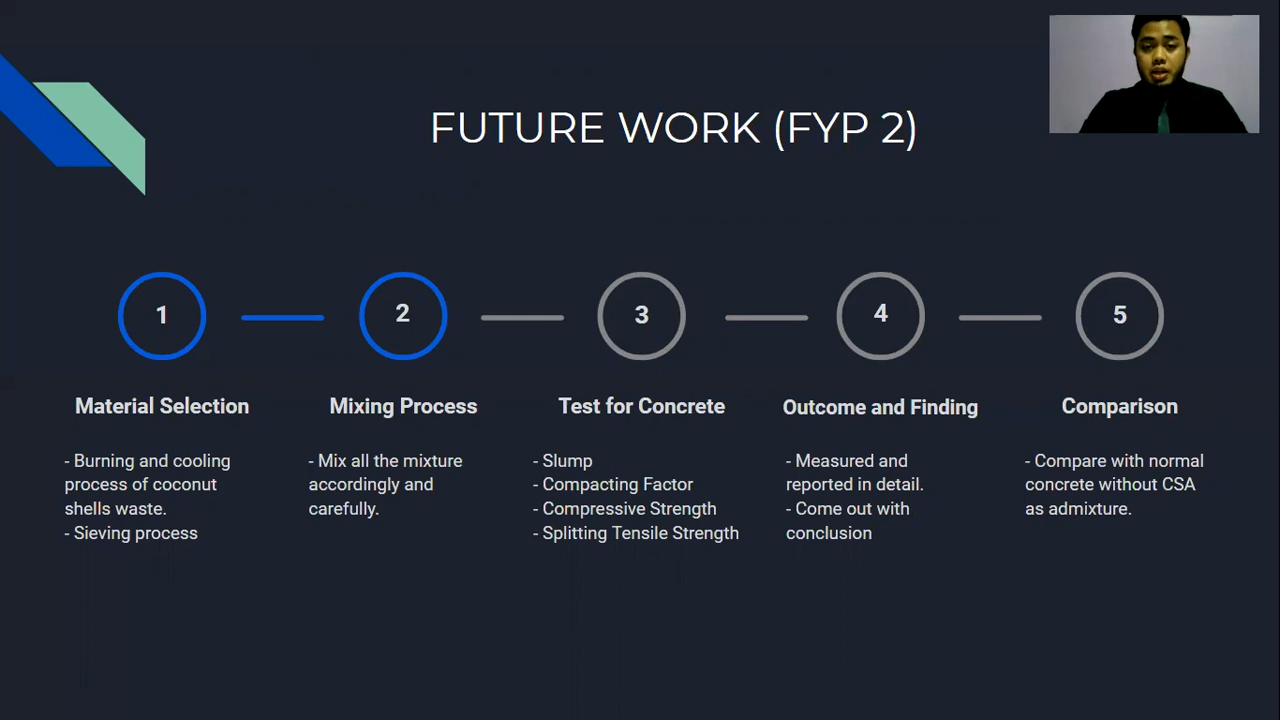 FUTURE WORK (FYP 2)
1
2
3
4
5
Material Selection
- Burning and cooling
process of coconut
shells waste.
- Sieving process
Mixing Process
- Mix all the mixture
accordingly and
carefully.
Test for Concrete
- Slump
- Compacting Factor
- Compressive Strength
- Splitting Tensile Strength
Outcome and Finding
- Measured and
reported in detail.
- Come out with
conclusion
Comparison
- Compare with normal
concrete without CSA
as admixture.